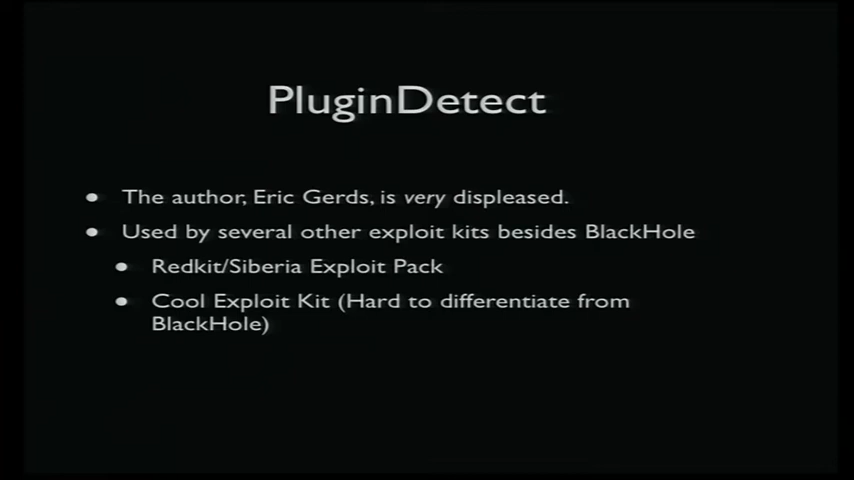 PluginDetect
• The author, Eric Gerds, is very displeased.
• Used by several other exploit kits besides BlackHole
• Redkit/Siberia Exploit Pack
• Cool Exploit Kit (Hard to differentiate from
BlackHole)